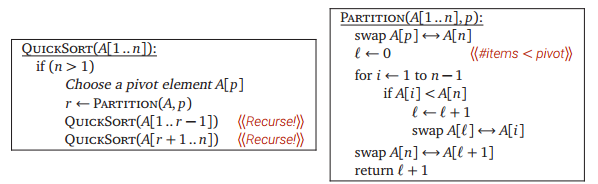 QUICKSORT(A[1..n]):
if (n > 1)
Choose a pivot element A[p]
r ← PARTITION(A, p)
QUICKSORT(A[1..r−1]) ⟨⟨Recurse!⟩⟩
QUICKSORT(A[r+1..n]) ⟨⟨Recurse!⟩⟩
PARTITION(A[1..n], p):
swap A[p] ↔ A[n]
ℓ ← 0 ⟨⟨#items < pivot⟩⟩
for i ← 1 to n−1
if A[i] < A[n]
ℓ ← ℓ + 1
swap A[ℓ] ↔ A[i]
swap A[n] ↔ A[ℓ + 1]
return ℓ + 1